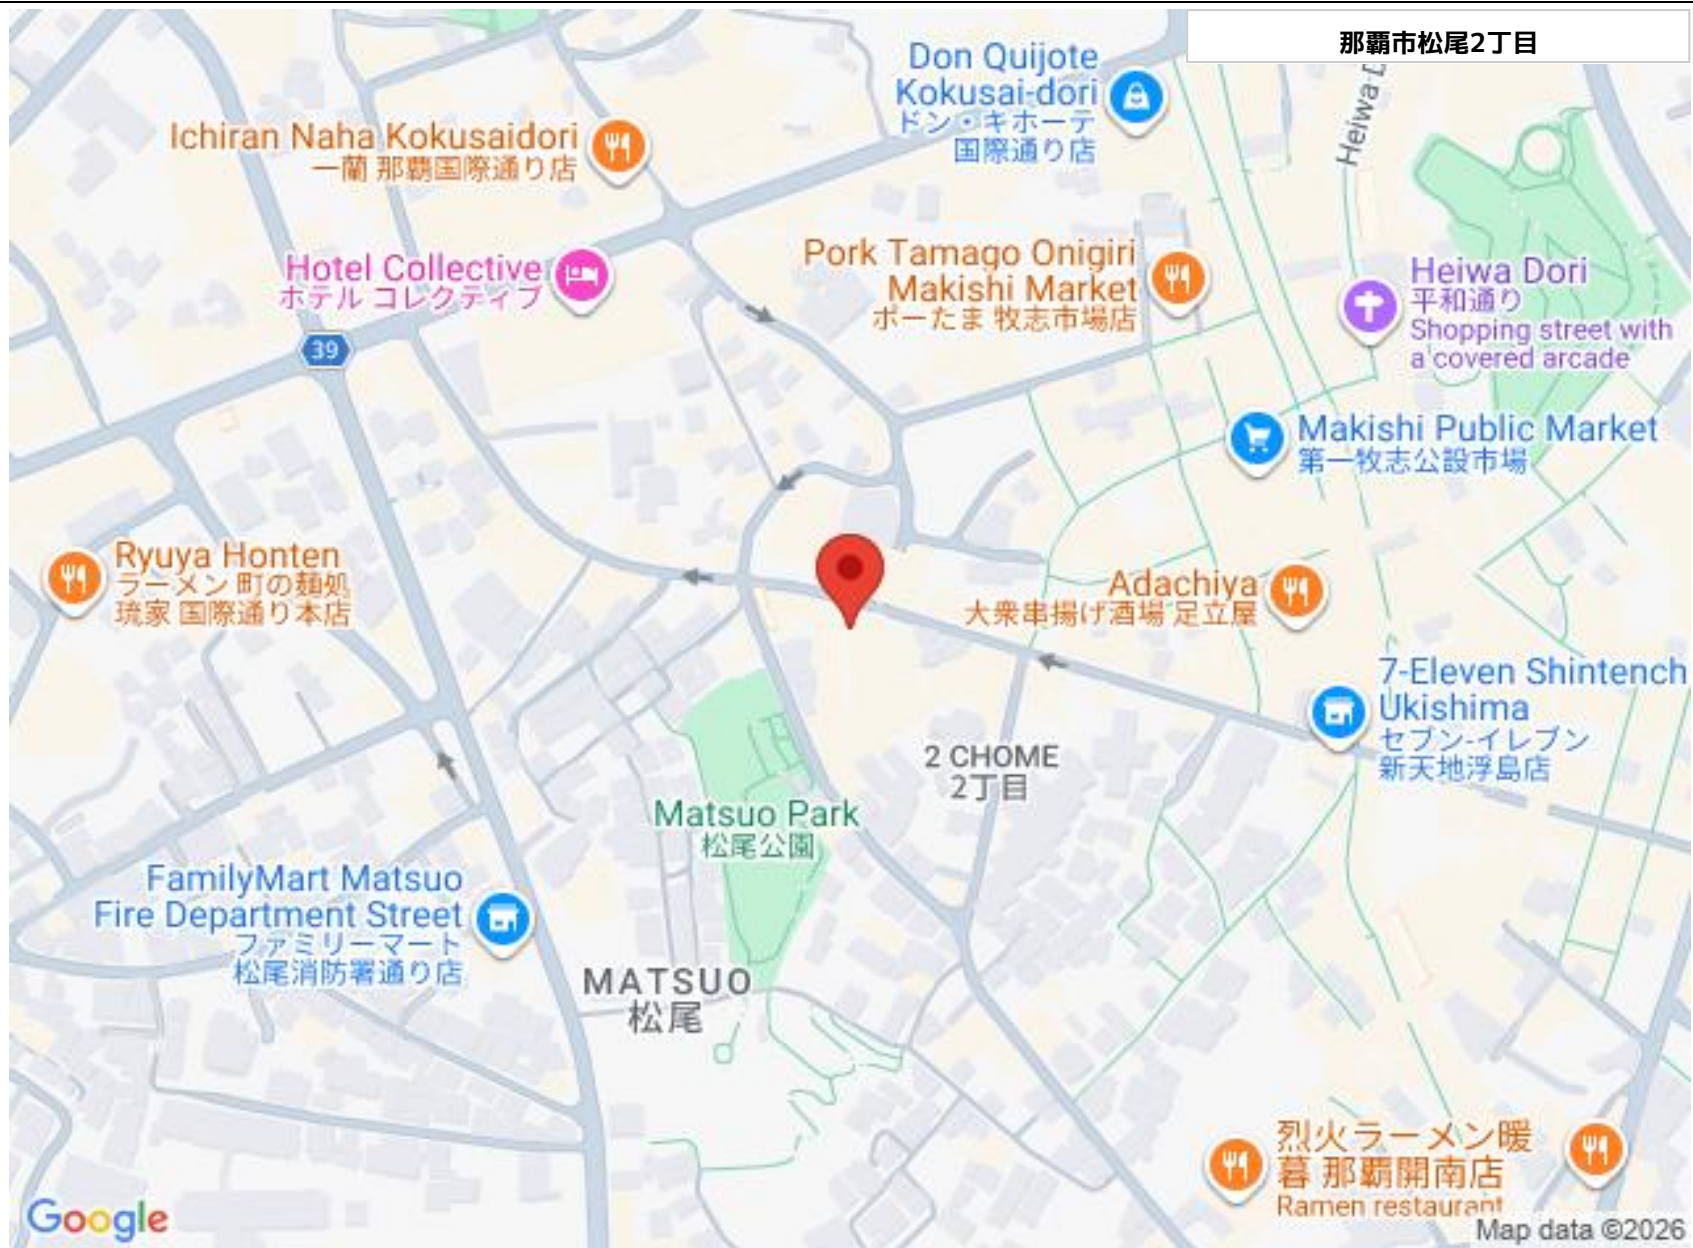 那覇市松尾2丁目
Don Quijote
Kokusai-dori
ドン・キホーテ
国際通り店
Heiwa-D
Ichiran Naha Kokusaidori
一蘭 那覇国際通り店
Hotel Collective
ホテル コレクティブ
Pork Tamago Onigiri
Makishi Market
ポーたま 牧志市場店
Heiwa Dori
平和通り
Shopping street with
a covered arcade
39
Makishi Public Market
第一牧志公設市場
Ryuya Honten
ラーメン 町の麺処
琉家 国際通り本店
Adachiya
大衆串揚げ酒場 足立屋
7-Eleven Shintench
Ukishima
セブン-イレブン
新天地浮島店
2 CHOME
2丁目
Matsuo Park
松尾公園
FamilyMart Matsuo
Fire Department Street
ファミリーマート
松尾消防署通り店
MATSUO
松尾
烈火ラーメン暖
暮 那覇開南店
Ramen restaurant
Google
Map data ©2026